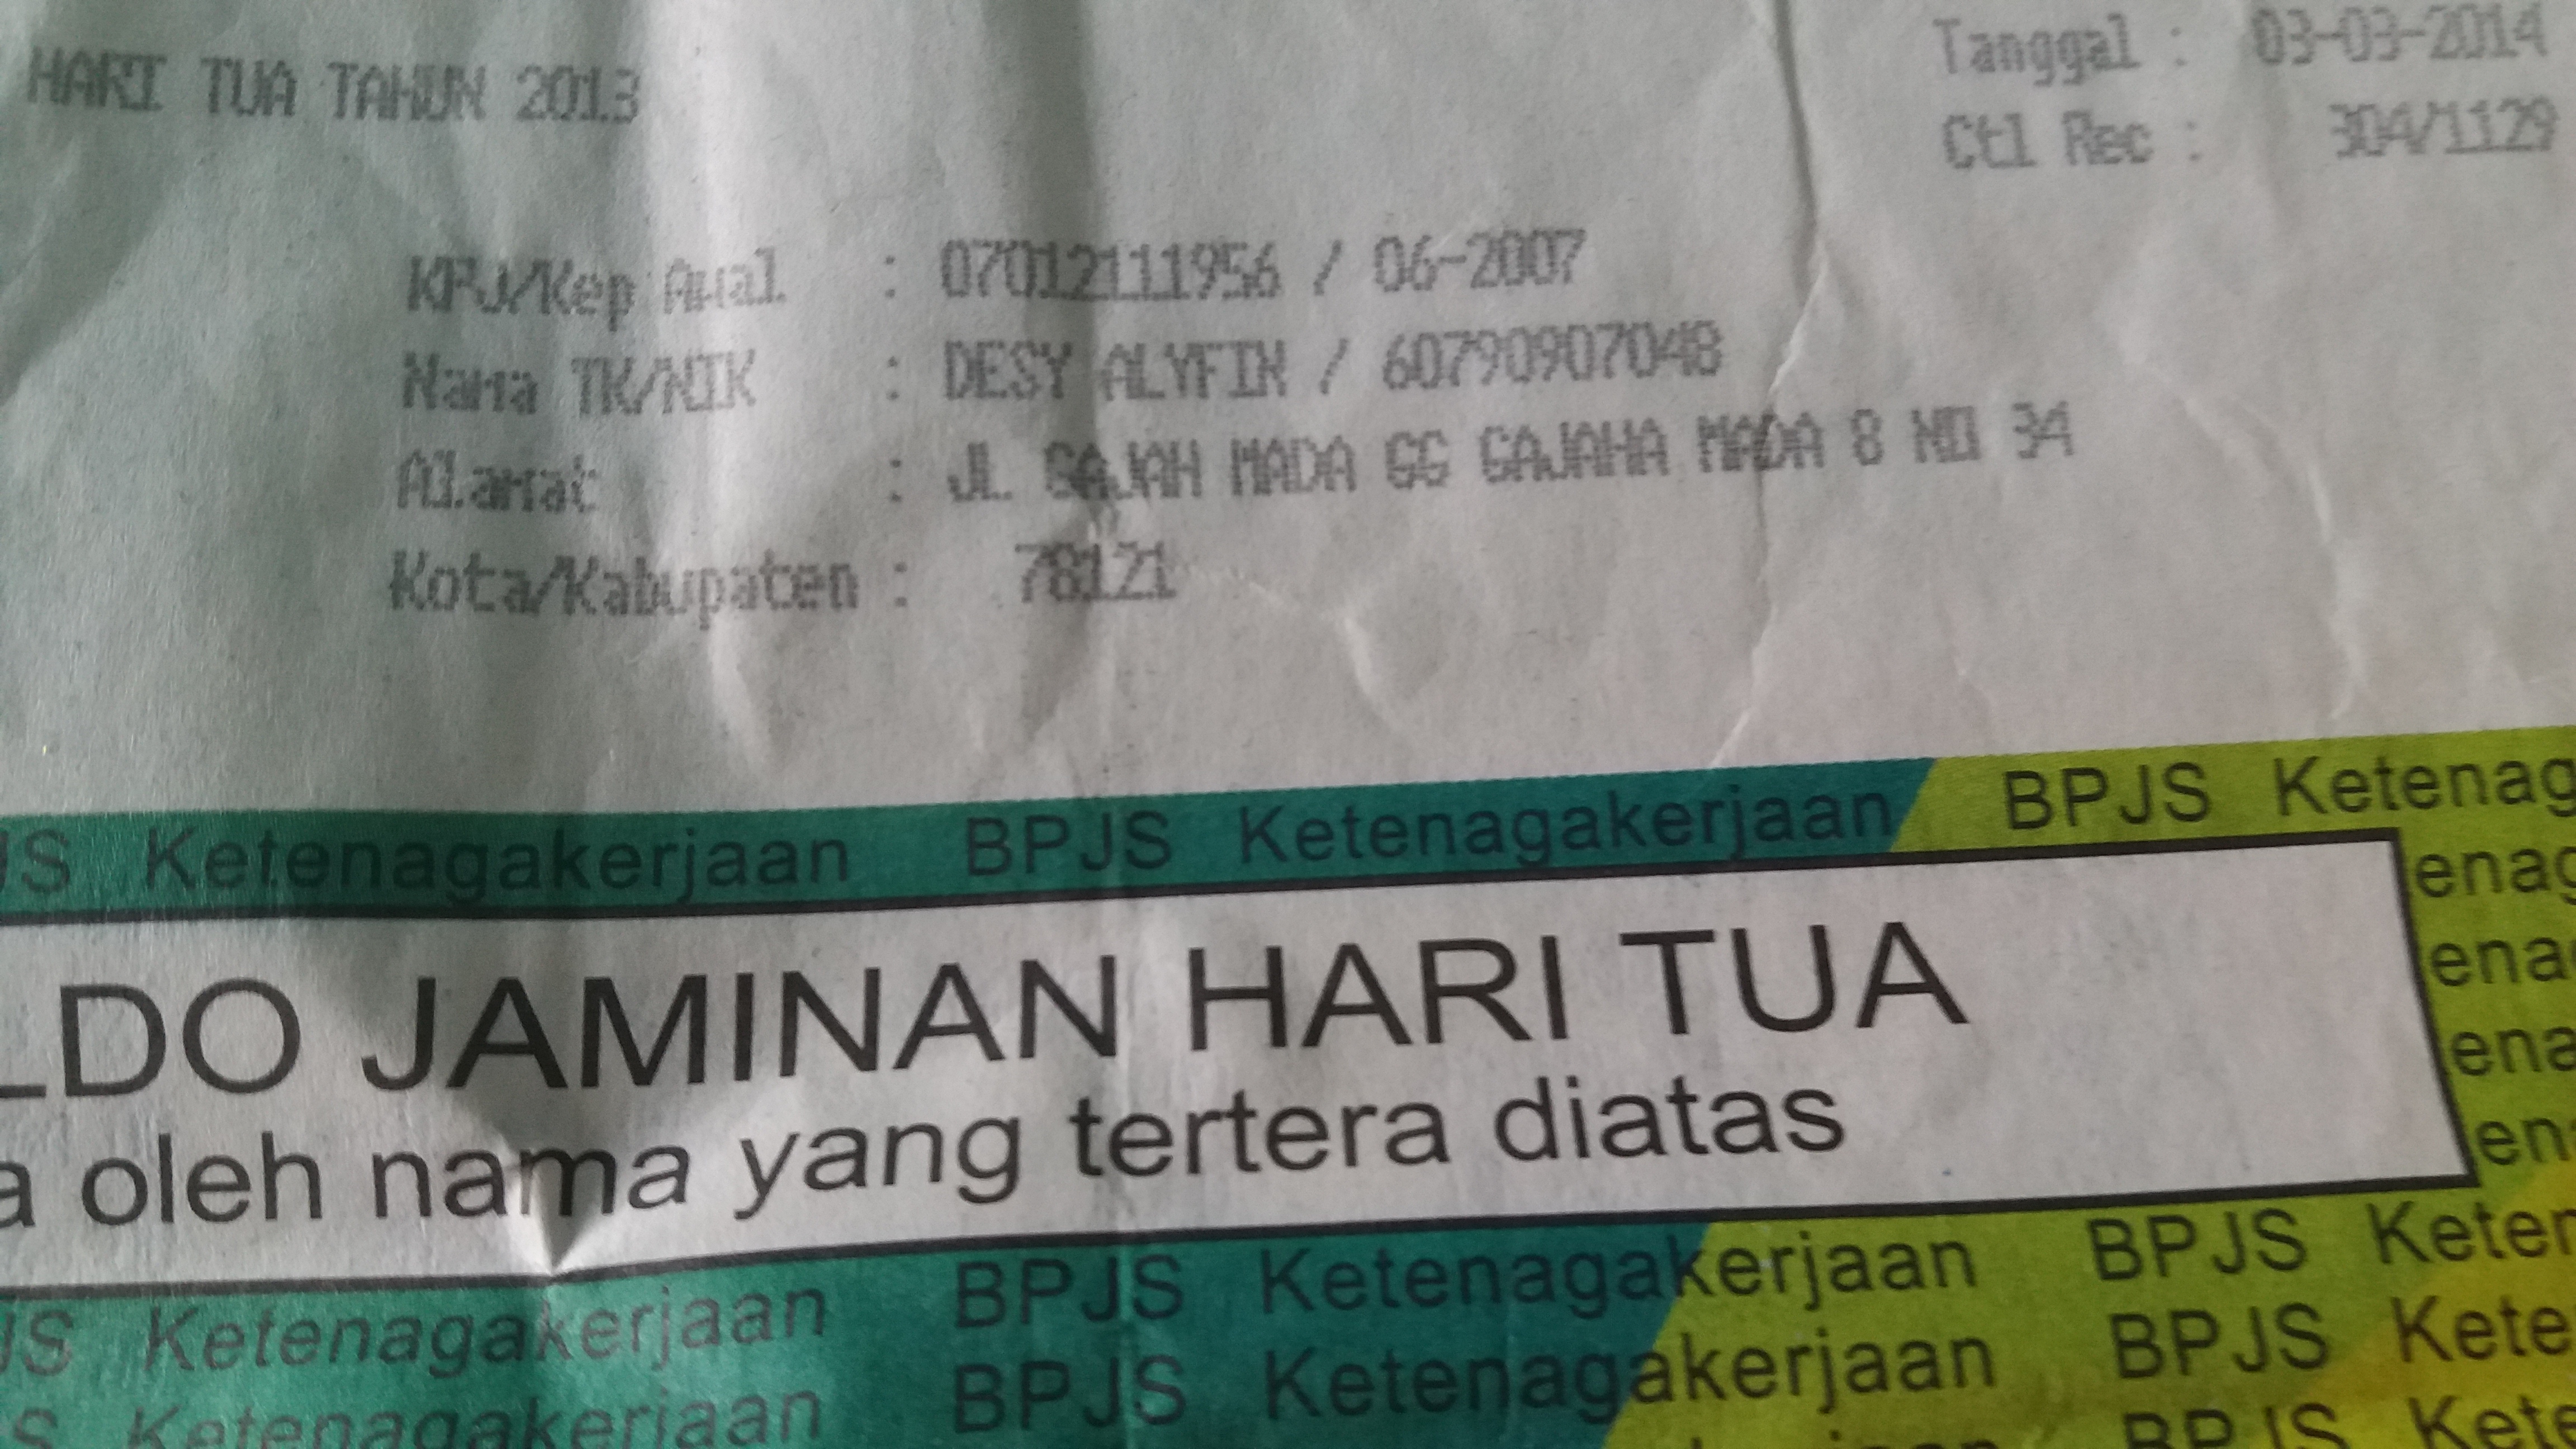 HARI TUA TAHUN 2013
Tanggal : 03-03-2014
Ctl Rec : 304/1129
KPJ/Kep Awal : 07012111956 / 06-2007
Nama TK/NIK : DESY ALYFIN / 60790907048
Alamat : JL GAJAH MADA GG GAJAHA MADA 8 NO 34
Kota/Kabupaten : 78121
JS Ketenagakerjaan BPJS Ketenagakerjaan BPJS Ketenag
enag
LDO JAMINAN HARI TUA
ena
ena
a oleh nama yang tertera diatas
en
JS Ketenagakerjaan BPJS Ketenagakerjaan BPJS Keten
S Ketenagakerjaan BPJS Ketenagakerjaan BPJS Kete
BPJS Kete